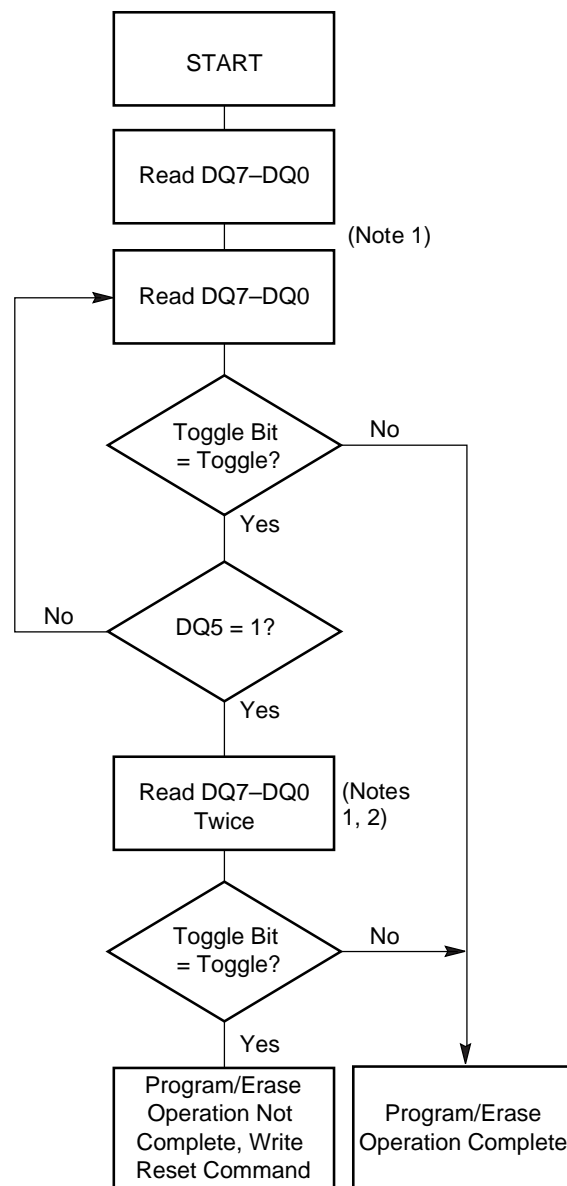 START
Read DQ7–DQ0
(Note 1)
Read DQ7–DQ0
Toggle Bit
= Toggle?
No
Yes
No
DQ5 = 1?
Yes
Read DQ7–DQ0
Twice
(Notes
1, 2)
Toggle Bit
= Toggle?
No
Yes
Program/Erase
Operation Not
Complete, Write
Reset Command
Program/Erase
Operation Complete